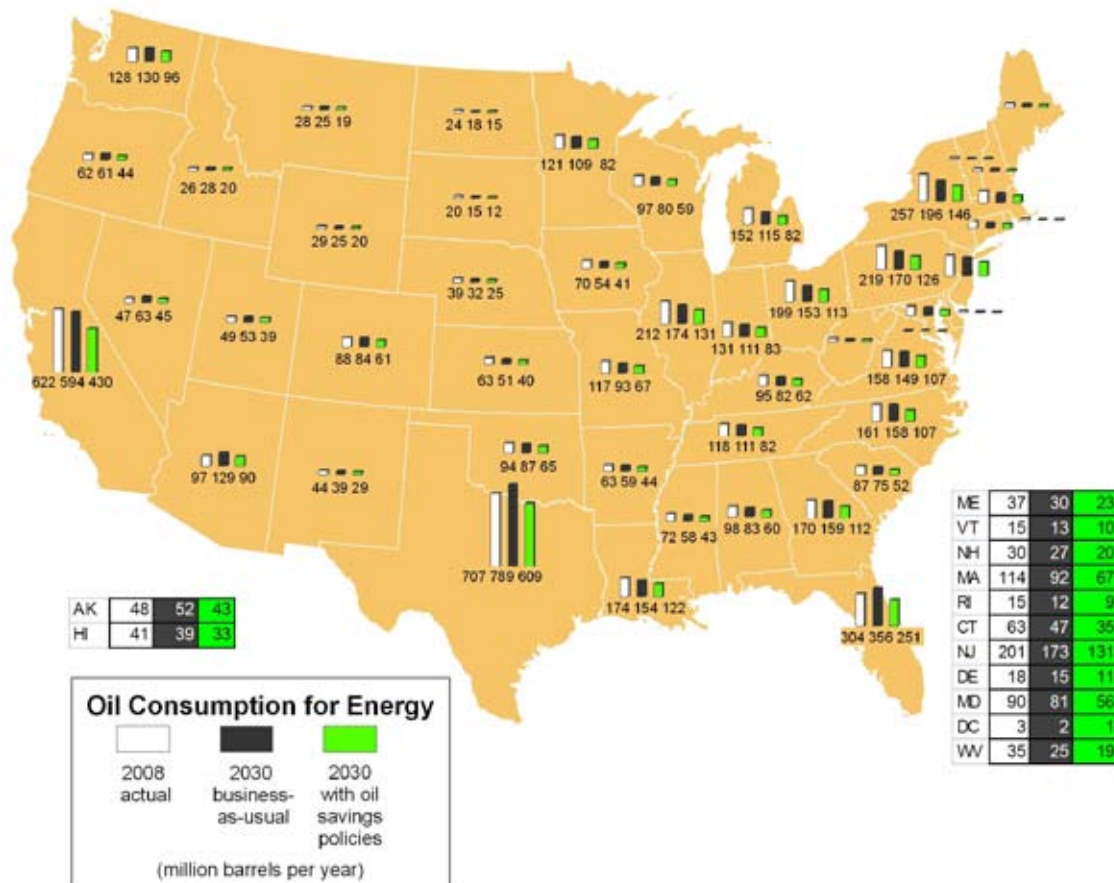 128 130 96
28 25 19
24 18 15
121 109 82
62 61 44
26 28 20
97 80 59
257 196 146
20 15 12
152 115 82
29 25 20
219 170 126
70 54 41
39 32 25
199 153 113
47 63 45
49 53 39
212 174 131
131 111 83
88 84 61
158 149 107
622 594 430
63 51 40
117 93 67
95 82 62
161 158 107
118 111 82
97 129 90
44 39 29
94 87 65
63 59 44
87 75 52
72 58 43
98 83 60
170 159 112
707 789 609
174 154 122
304 356 251
ME 37 30 23
VT 15 13 10
NH 30 27 20
MA 114 92 67
RI 15 12 9
CT 63 47 35
NJ 201 173 131
DE 18 15 11
MD 90 81 56
DC 3 2 1
WV 35 25 19
AK 48 52 43
HI 41 39 33
Oil Consumption for Energy
2008 actual
2030 business-as-usual
2030 with oil savings policies
(million barrels per year)